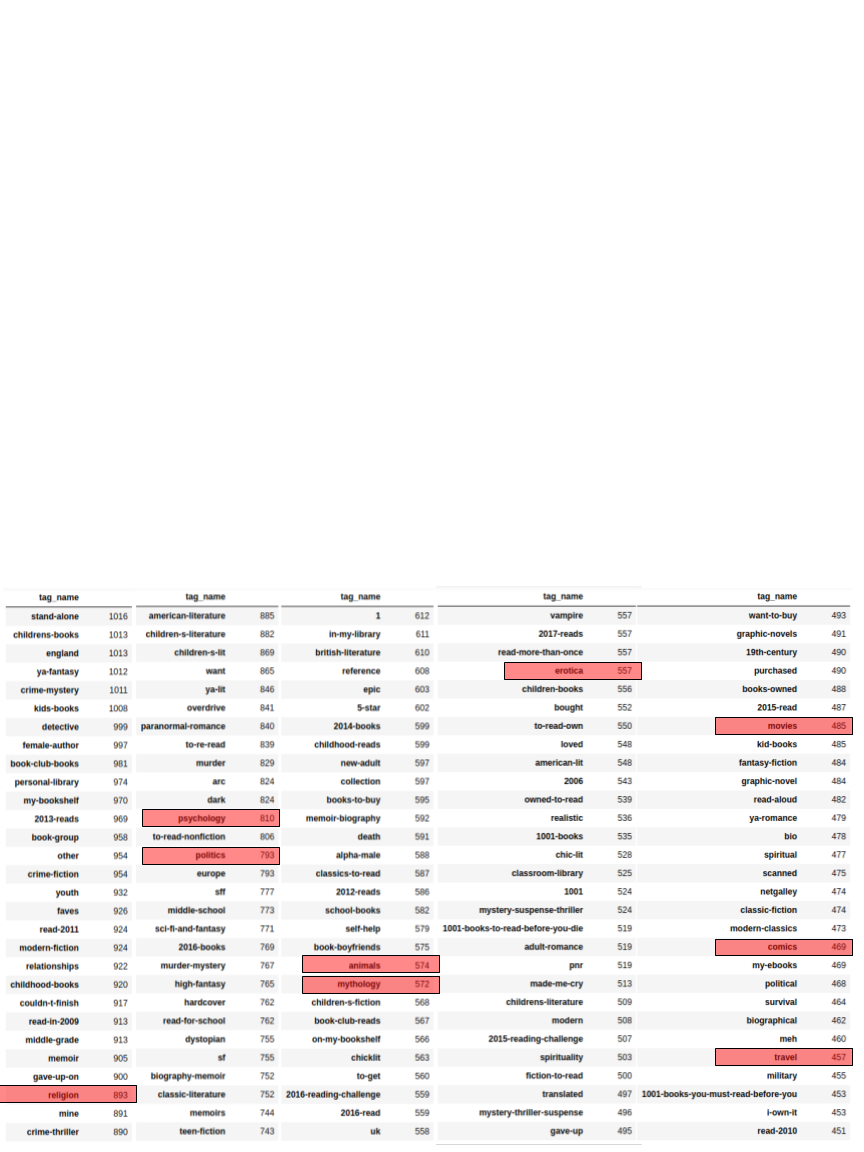 tag_name
stand-alone 1016
childrens-books 1013
england 1013
ya-fantasy 1012
crime-mystery 1011
kids-books 1008
detective 999
female-author 997
book-club-books 981
personal-library 974
my-bookshelf 970
2013-reads 969
book-group 958
other 954
crime-fiction 954
youth 932
faves 926
read-2011 924
modern-fiction 924
relationships 922
childhood-books 920
couldn-t-finish 917
read-in-2009 913
middle-grade 913
memoir 905
gave-up-on 900
religion 893
mine 891
crime-thriller 890
tag_name
american-literature 885
children-s-literature 882
children-s-lit 869
want 865
ya-lit 846
overdrive 841
paranormal-romance 840
to-re-read 839
murder 829
arc 824
dark 824
psychology 810
to-read-nonfiction 806
politics 793
europe 793
sff 777
middle-school 773
sci-fi-and-fantasy 771
2016-books 769
murder-mystery 767
high-fantasy 765
hardcover 762
read-for-school 762
dystopian 755
sf 755
biography-memoir 752
classic-literature 752
memoirs 744
teen-fiction 743
tag_name
1 612
in-my-library 611
british-literature 610
reference 608
epic 603
5-star 602
2014-books 599
childhood-reads 599
new-adult 597
collection 597
books-to-buy 595
memoir-biography 592
death 591
alpha-male 588
classics-to-read 587
2012-reads 586
school-books 582
self-help 579
book-boyfriends 575
animals 574
mythology 572
children-s-fiction 568
book-club-reads 567
on-my-bookshelf 566
chicklit 563
to-get 560
2016-reading-challenge 559
2016-read 559
uk 558
tag_name
vampire 557
2017-reads 557
read-more-than-once 557
erotica 557
children-books 556
bought 552
to-read-own 550
loved 548
american-lit 548
2006 543
owned-to-read 539
realistic 536
1001-books 535
chic-lit 528
classroom-library 525
1001 524
mystery-suspense-thriller 524
1001-books-to-read-before-you-die 519
adult-romance 519
pnr 519
made-me-cry 513
childrens-literature 509
modern 508
2015-reading-challenge 507
spirituality 503
fiction-to-read 500
translated 497
mystery-thriller-suspense 496
gave-up 495
tag_name
want-to-buy 493
graphic-novels 491
19th-century 490
purchased 490
books-owned 488
2015-read 487
movies 485
kid-books 485
fantasy-fiction 484
graphic-novel 484
read-aloud 482
ya-romance 479
bio 478
spiritual 477
scanned 475
netgalley 474
classic-fiction 474
modern-classics 473
comics 469
my-ebooks 469
political 468
survival 464
biographical 462
meh 460
travel 457
military 455
1001-books-you-must-read-before-you 453
i-own-it 453
read-2010 451